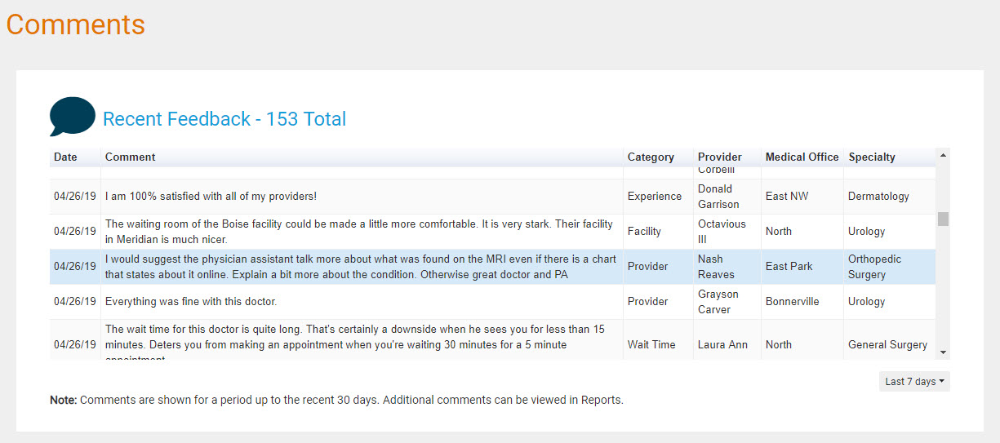 Comments
Recent Feedback - 153 Total
Date Comment Category Provider Medical Office Specialty
Corbelli
04/26/19 I am 100% satisfied with all of my providers! Experience Donald Garrison East NW Dermatology
04/26/19 The waiting room of the Boise facility could be made a little more comfortable. It is very stark. Their facility
in Meridian is much nicer. Facility Octavious III North Urology
04/26/19 I would suggest the physician assistant talk more about what was found on the MRI even if there is a chart
that states about it online. Explain a bit more about the condition. Otherwise great doctor and PA Provider Nash Reaves East Park Orthopedic Surgery
04/26/19 Everything was fine with this doctor. Provider Grayson Carver Bonnerville Urology
04/26/19 The wait time for this doctor is quite long. That's certainly a downside when he sees you for less than 15
minutes. Deters you from making an appointment when you're waiting 30 minutes for a 5 minute
appointment Wait Time Laura Ann North General Surgery
Last 7 days
Note: Comments are shown for a period up to the recent 30 days. Additional comments can be viewed in Reports.